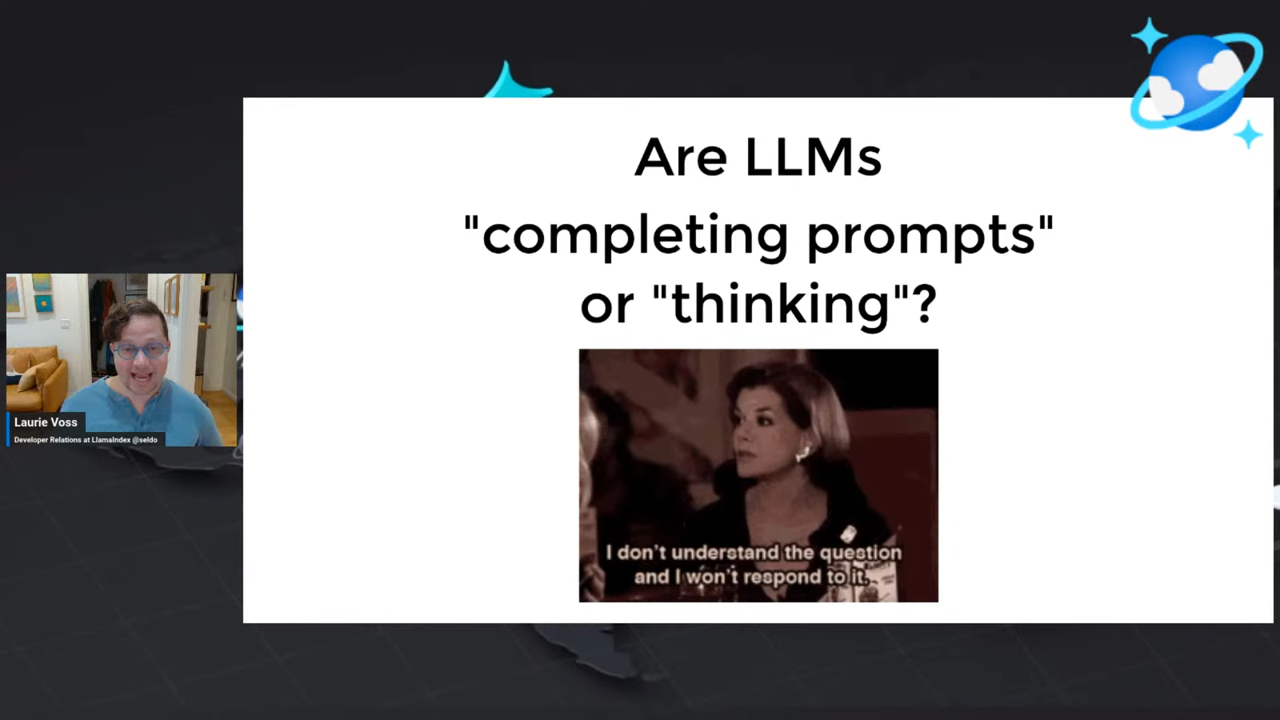 Are LLMs
"completing prompts"
or "thinking"?
I don't understand the question
and I won't respond to it.
Laurie Voss
Developer Relations at LlamaIndex @seldo